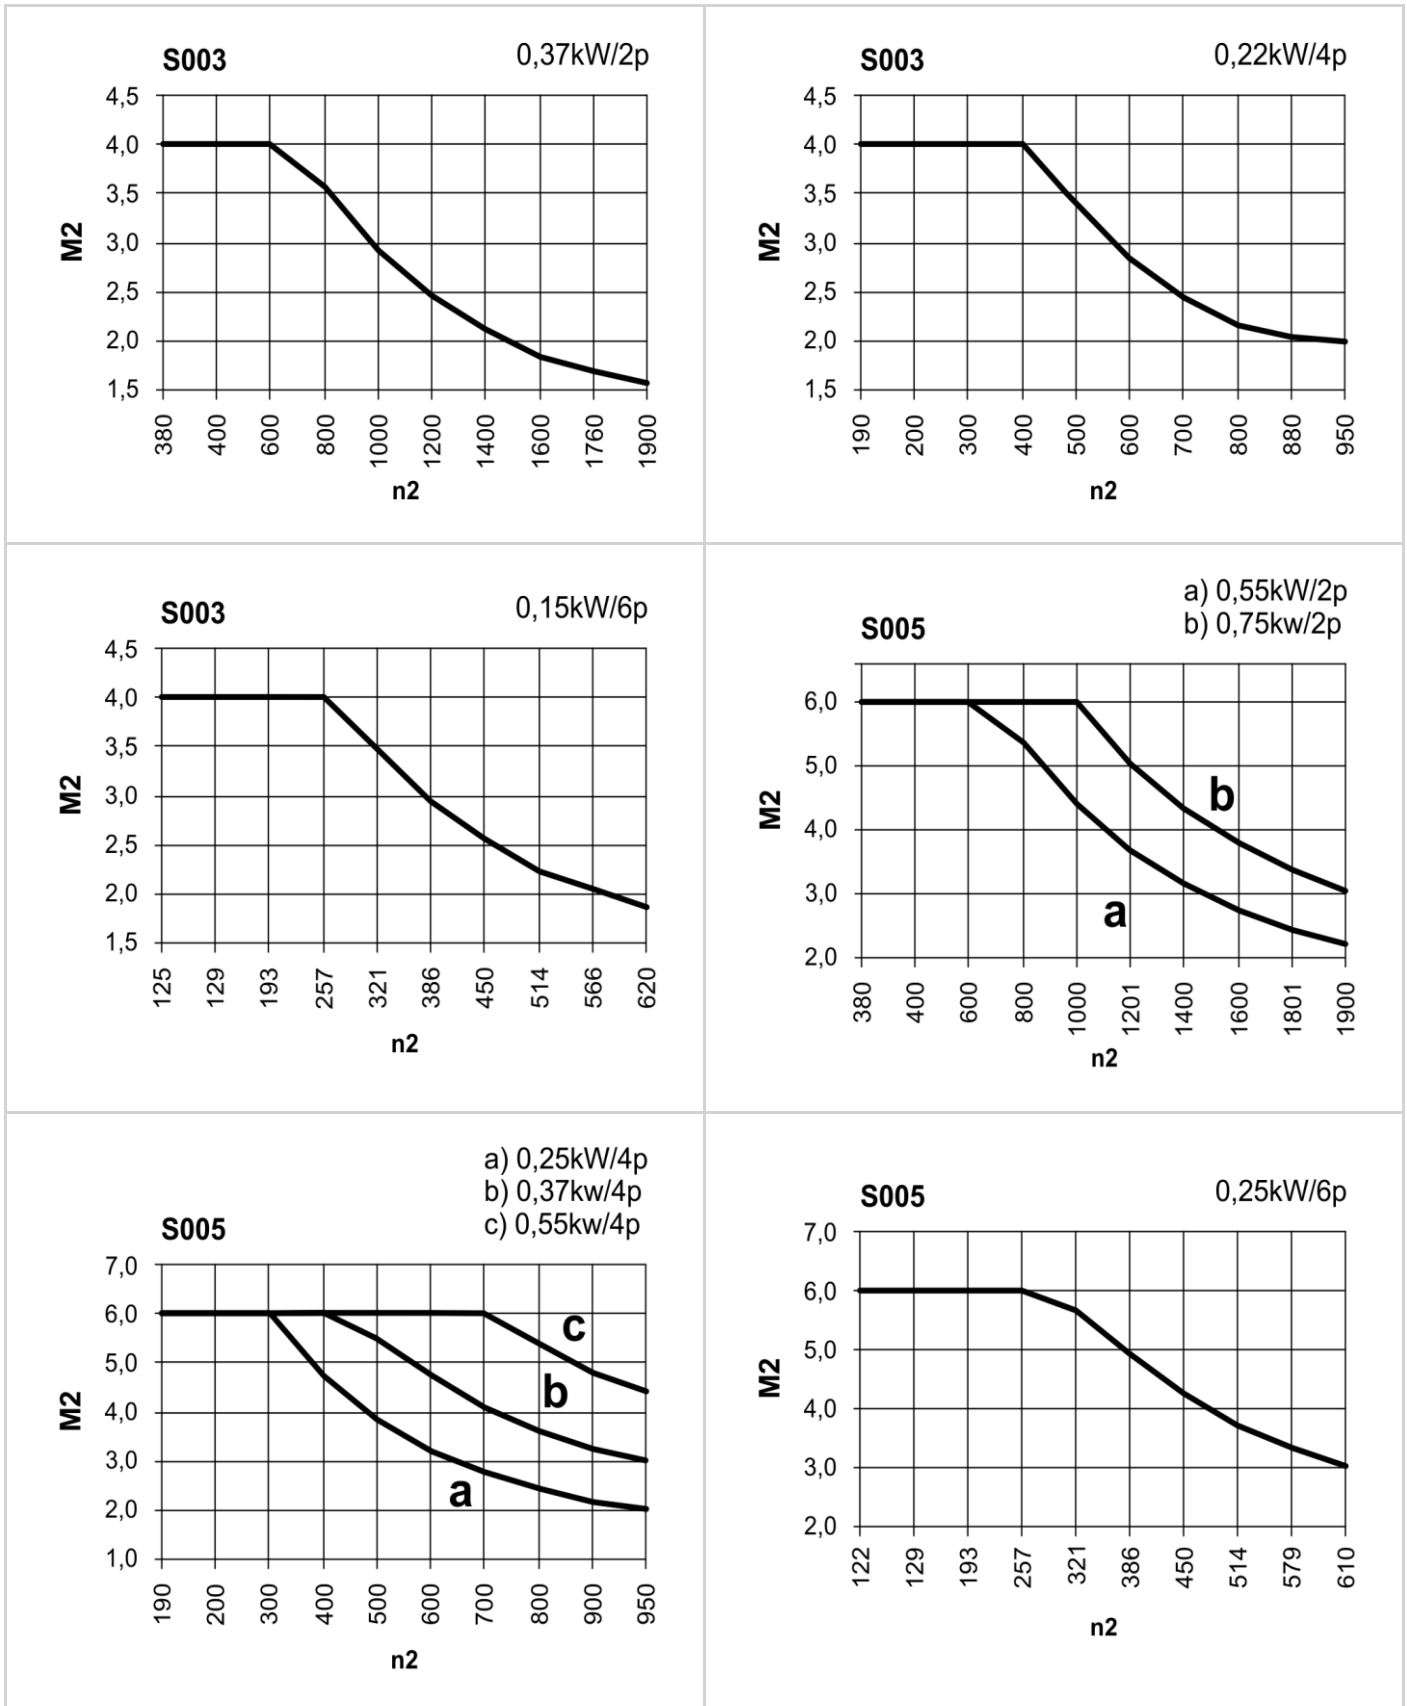 S003 0,37kW/2p
4,5
4,0
3,5
3,0
2,5
2,0
1,5
M2
380 400 600 800 1000 1200 1400 1600 1760 1900
n2
S003 0,22kW/4p
4,5
4,0
3,5
3,0
2,5
2,0
1,5
M2
190 200 300 400 500 600 700 800 880 950
n2
S003 0,15kW/6p
4,5
4,0
3,5
3,0
2,5
2,0
1,5
M2
125 129 193 257 321 386 450 514 566 620
n2
a) 0,55kW/2p
b) 0,75kw/2p
S005
6,0
5,0
4,0
3,0
2,0
M2
b
a
380 400 600 800 1000 1201 1400 1600 1801 1900
n2
a) 0,25kW/4p
b) 0,37kw/4p
c) 0,55kw/4p
S005
7,0
6,0
5,0
4,0
3,0
2,0
1,0
M2
c
b
a
190 200 300 400 500 600 700 800 900 950
n2
S005 0,25kW/6p
7,0
6,0
5,0
4,0
3,0
2,0
M2
122 129 193 257 321 386 450 514 579 610
n2